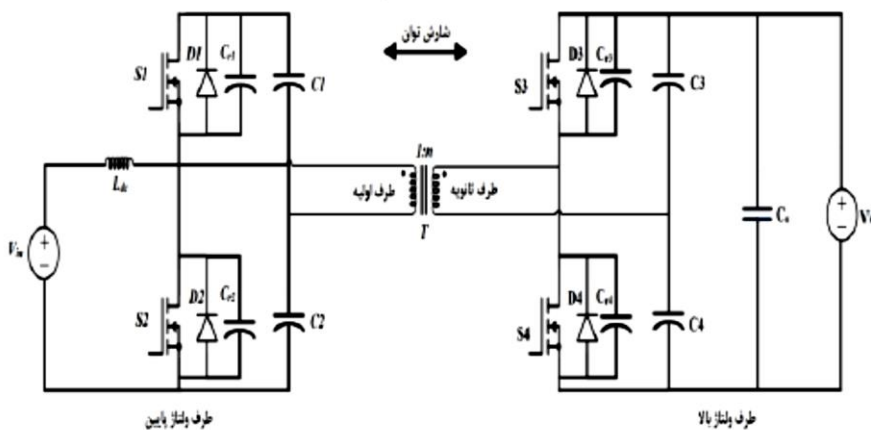 شارش توان
S1
D1
Cr1
C1
S3
D3
Cr3
C3
1:n
Ldc
طرف اولیه
طرف ثانویه
T
Vin
Co
S2
D2
Cr2
C2
S4
D4
Cr4
C4
طرف ولتاژ پایین
طرف ولتاژ بالا